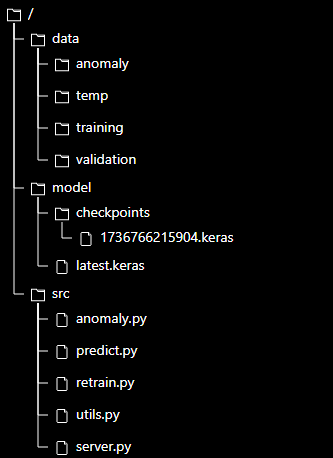 /
data
anomaly
temp
training
validation
model
checkpoints
1736766215904.keras
latest.keras
src
anomaly.py
predict.py
retrain.py
utils.py
server.py